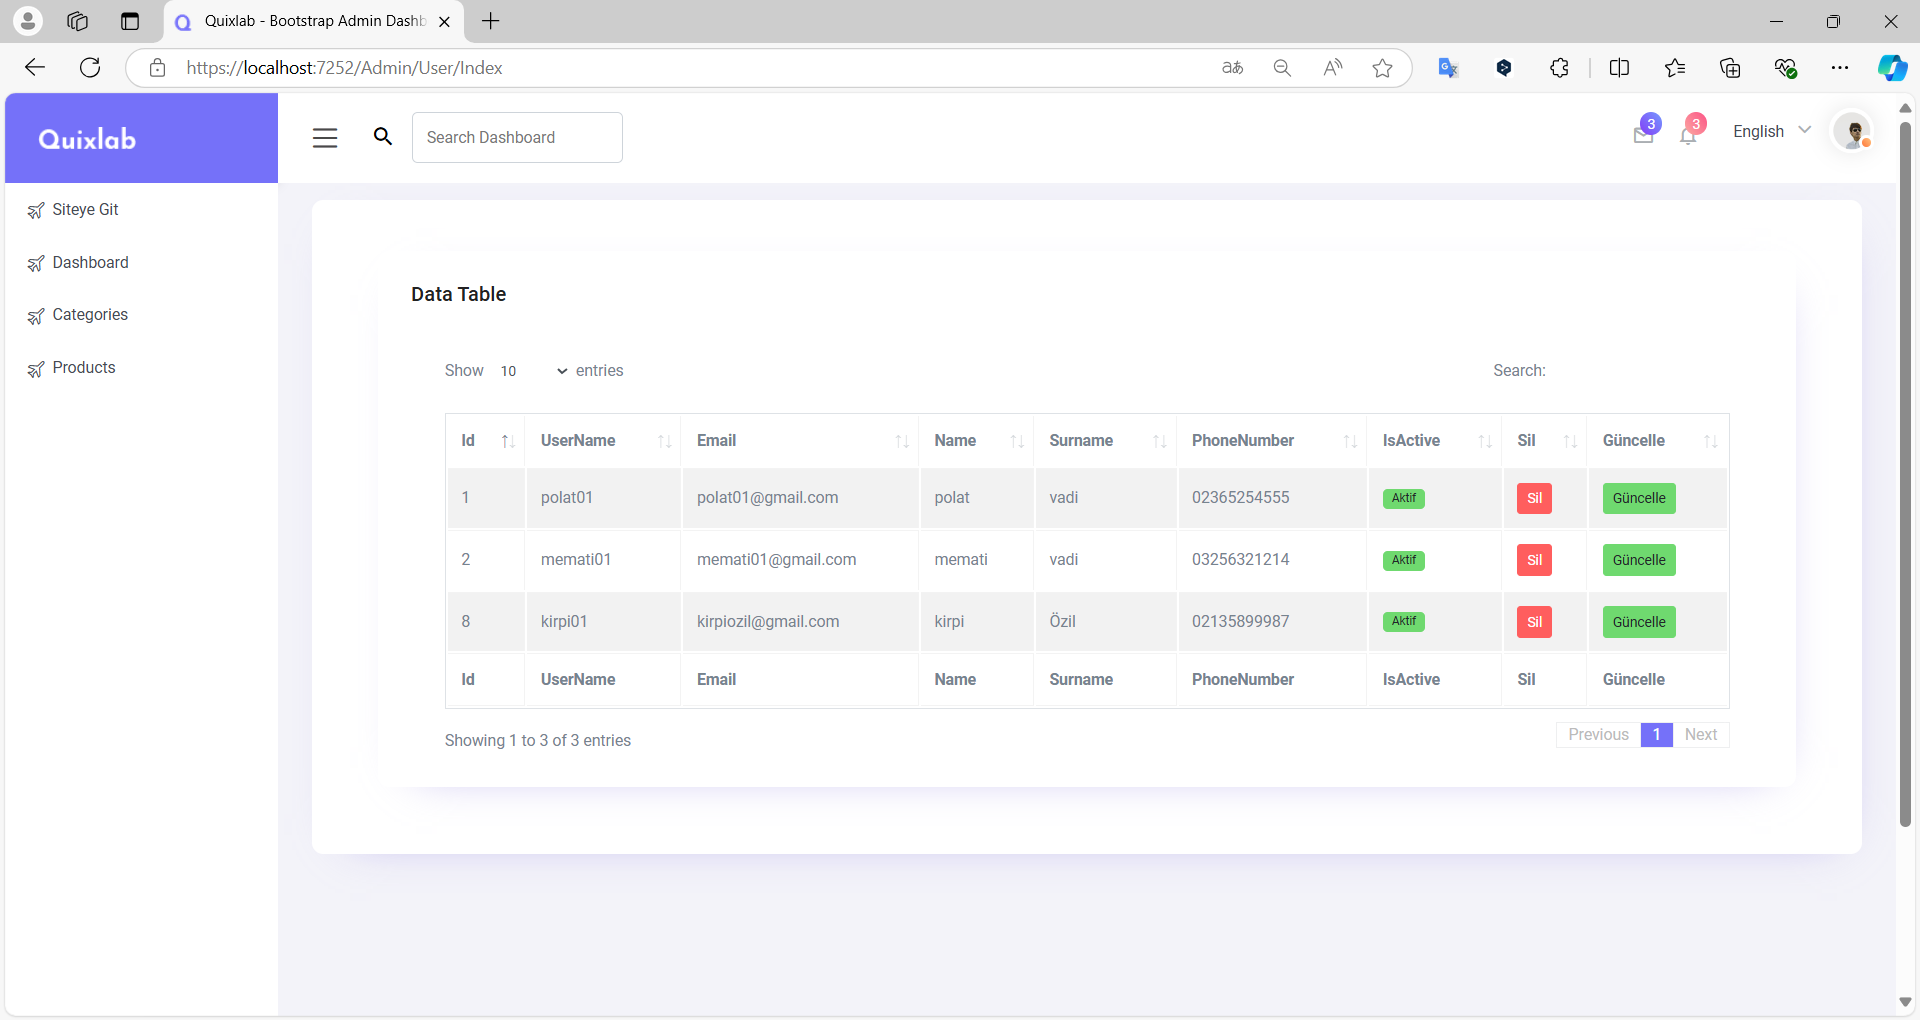 Quixlab - Bootstrap Admin Dashb
https://localhost:7252/Admin/User/Index
Quixlab
Search Dashboard
3
3
English
Siteye Git
Dashboard
Categories
Products
Data Table
Show 10 entries
Search:
Id UserName Email Name Surname PhoneNumber IsActive Sil Güncelle
1 polat01 polat01@gmail.com polat vadi 02365254555 Aktif Sil Güncelle
2 memati01 memati01@gmail.com memati vadi 03256321214 Aktif Sil Güncelle
8 kirpi01 kirpiozil@gmail.com kirpi Özil 02135899987 Aktif Sil Güncelle
Id UserName Email Name Surname PhoneNumber IsActive Sil Güncelle
Showing 1 to 3 of 3 entries
Previous 1 Next